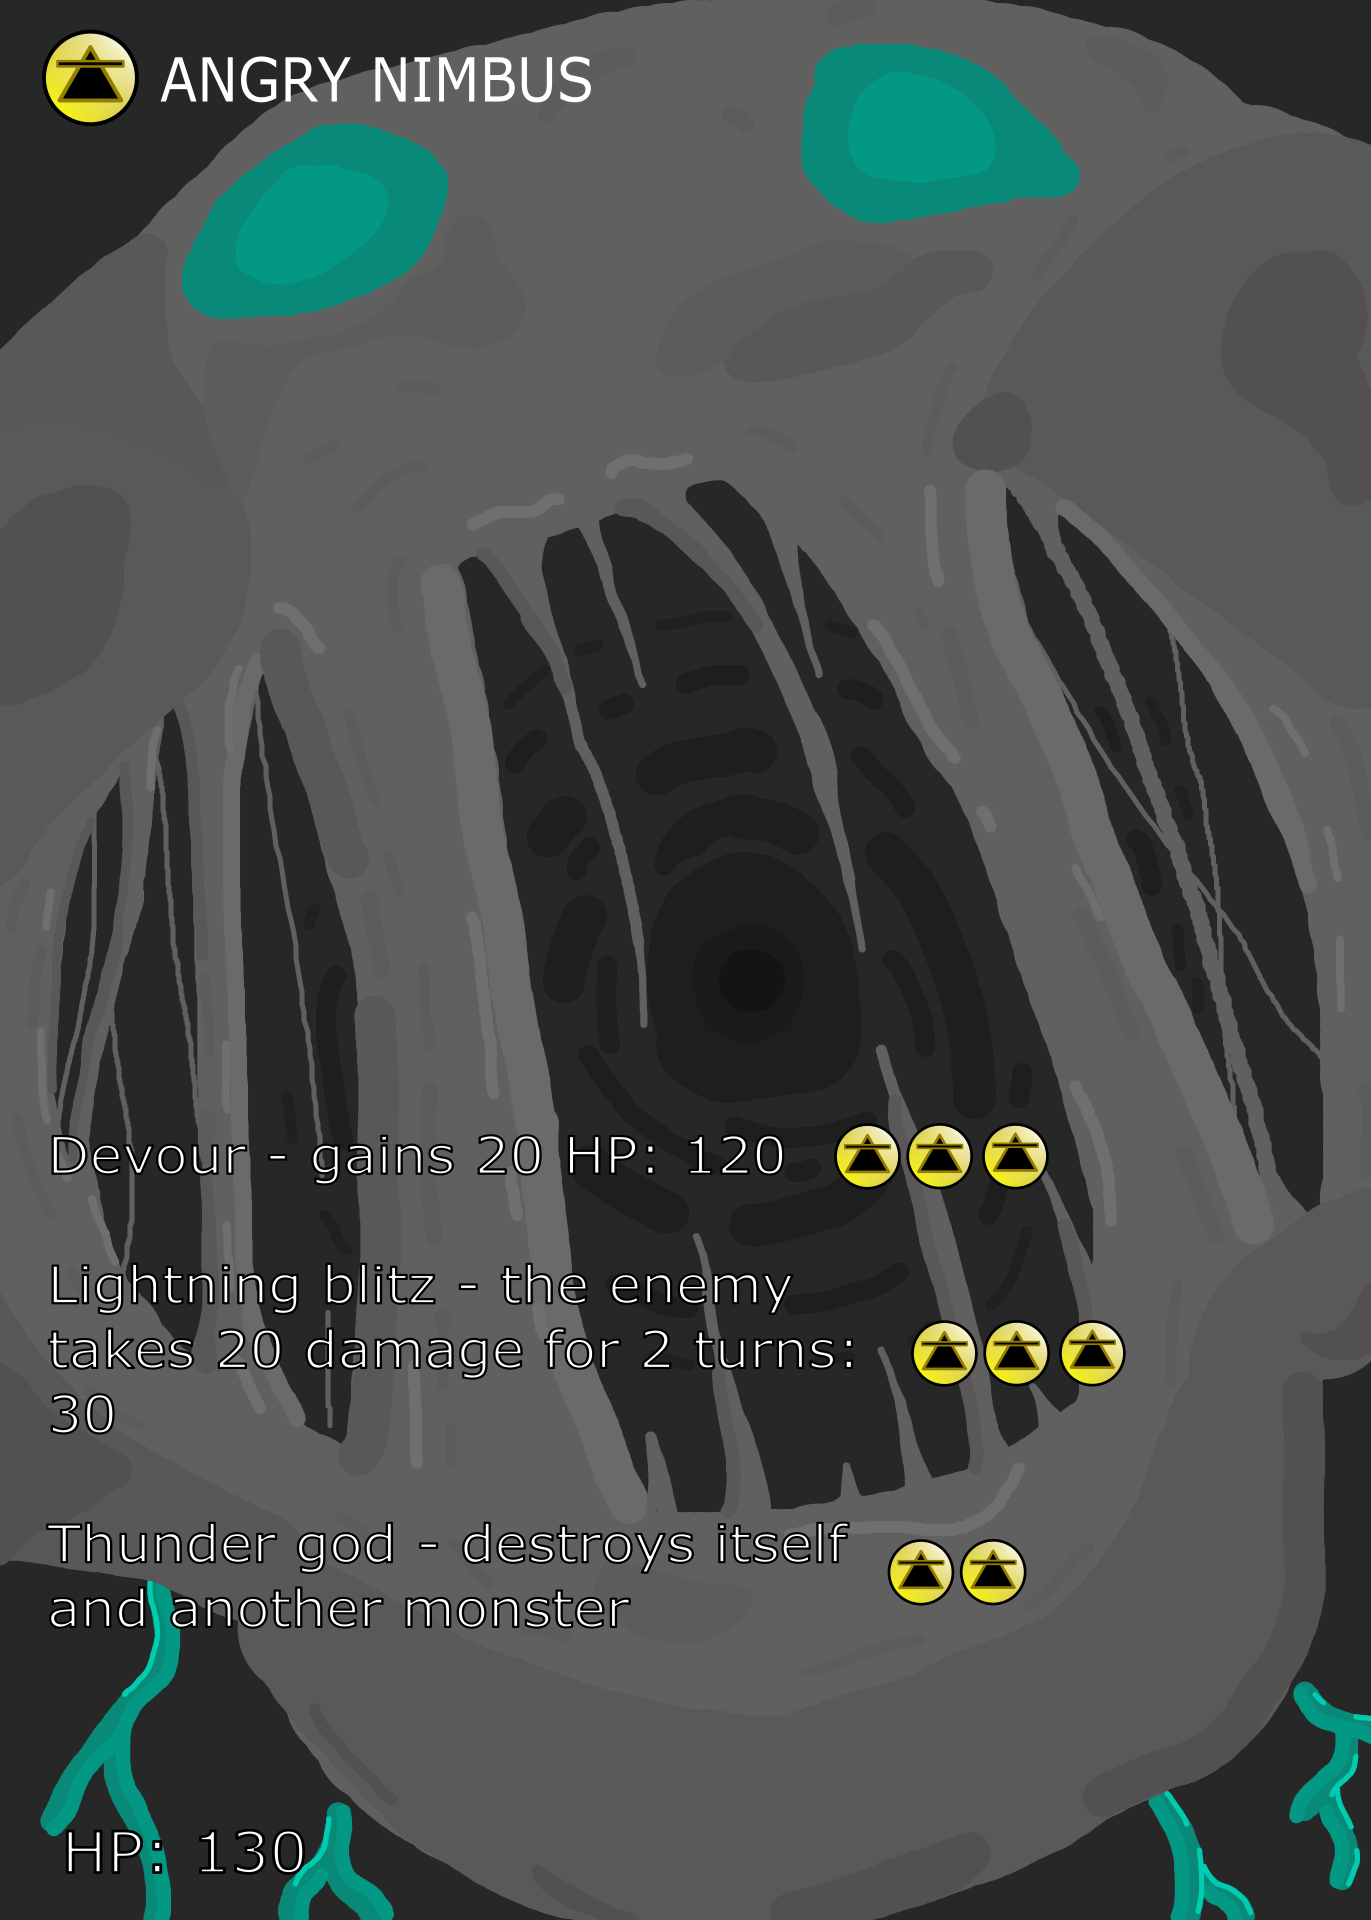 ANGRY NIMBUS
Devour - gains 20 HP: 120
Lightning blitz - the enemy
takes 20 damage for 2 turns:
30
Thunder god - destroys itself
and another monster
HP: 130